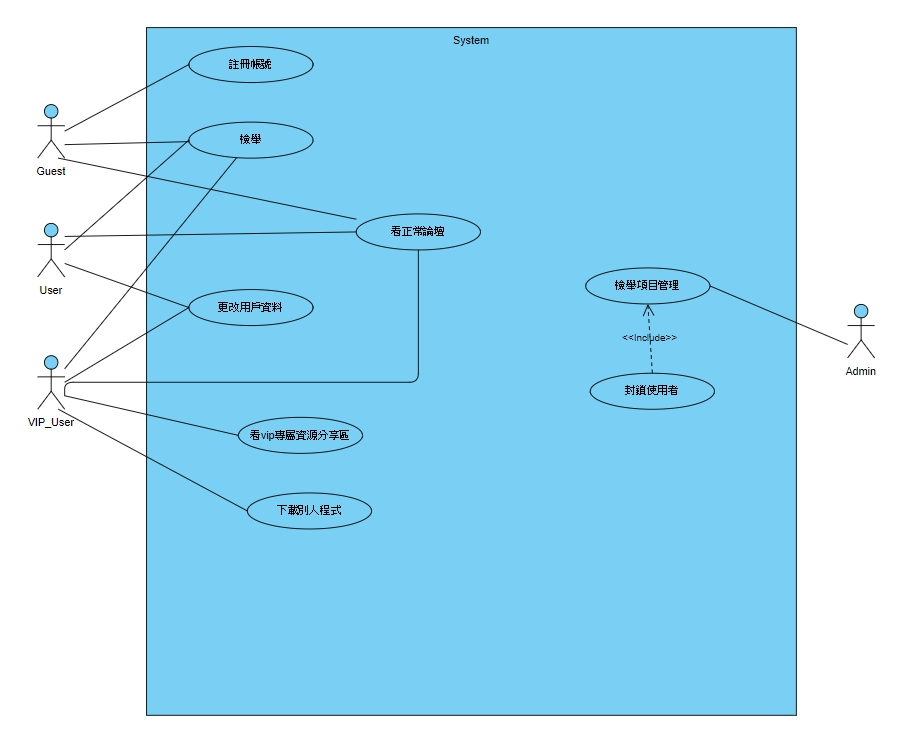 System
註冊帳號
檢舉
Guest
看正常論壇
User
檢舉項目管理
更改用戶資料
<<Include>>
Admin
封鎖使用者
VIP_User
看vip專屬資源分享區
下載別人程式